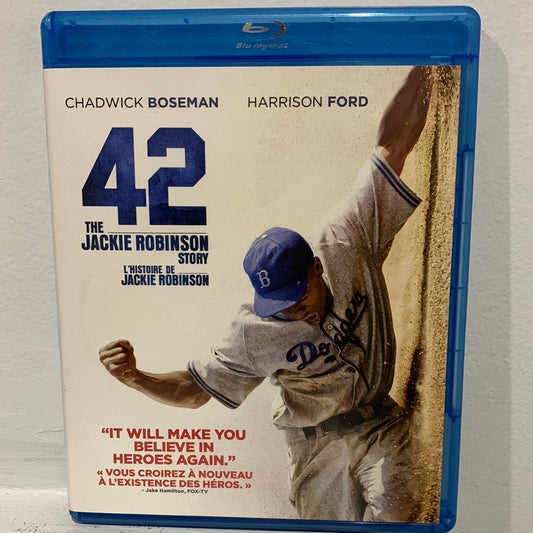 Blu-ray Disc
CHADWICK BOSEMAN HARRISON FORD
42
THE
JACKIE ROBINSON
STORY
L'HISTOIRE DE
JACKIE ROBINSON
B
Dodgers
"IT WILL MAKE YOU
BELIEVE IN
HEROES AGAIN."
« VOUS CROIREZ À NOUVEAU
À L'EXISTENCE DES HÉROS. »
– Jake Hamilton, FOX-TV